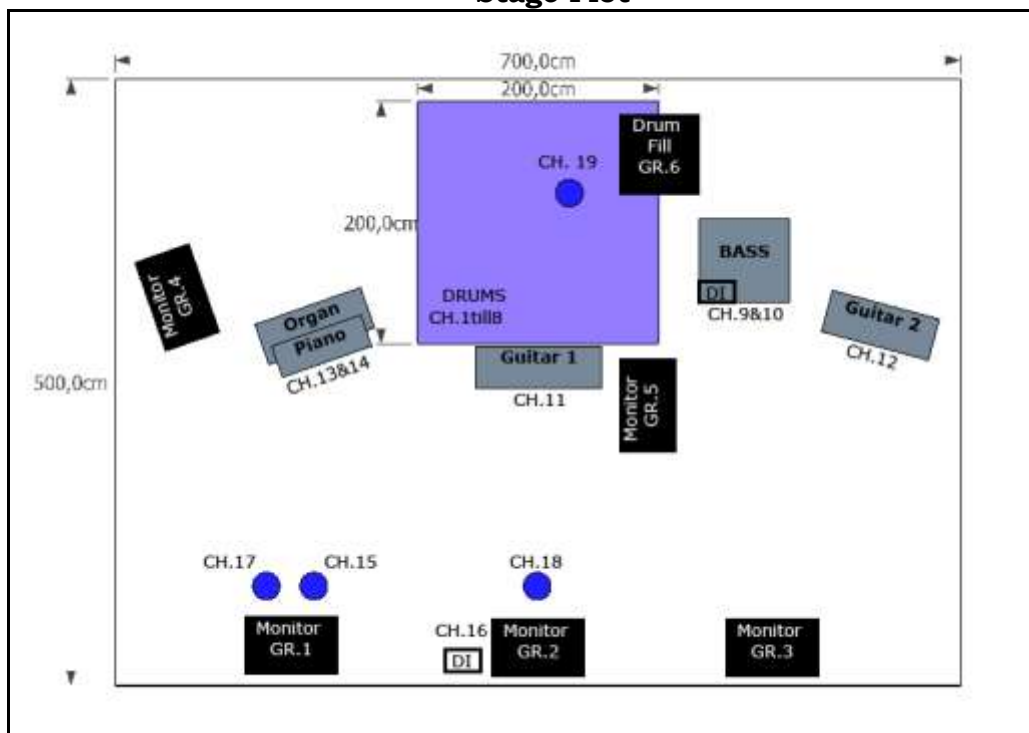 Stage Plot
700,0cm
200,0cm
Drum
Fill
GR.6
CH. 19
200,0cm
BASS
DI
CH.9&10
Monitor
GR.4
Organ
Piano
CH.13&14
DRUMS
CH.1till8
Guitar 2
CH.12
Guitar 1
CH.11
Monitor
GR.5
500,0cm
CH.17
CH.15
CH.18
Monitor
GR.1
CH.16
DI
Monitor
GR.2
Monitor
GR.3